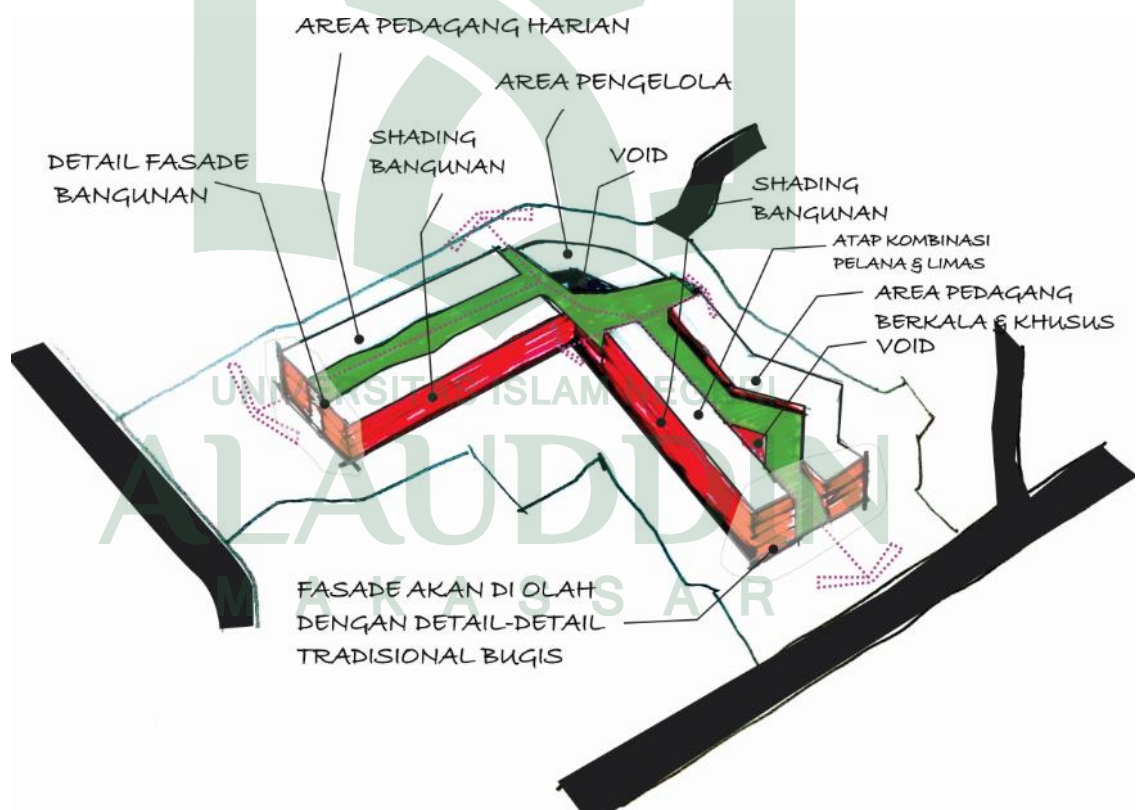 AREA PEDAGANG HARIAN
AREA PENGELOLA
SHADING
BANGUNAN
VOID
DETAIL FASADE
BANGUNAN
SHADING
BANGUNAN
ATAP KOMBINASI
PELANA & LIMAS
AREA PEDAGANG
BERKALA & KHUSUS
VOID
UNIVERSITAS ISLAM NEGERI
ALAUDDIN
MAKASSAR
FASADE AKAN DI OLAH
DENGAN DETAIL-DETAIL
TRADISIONAL BUGIS